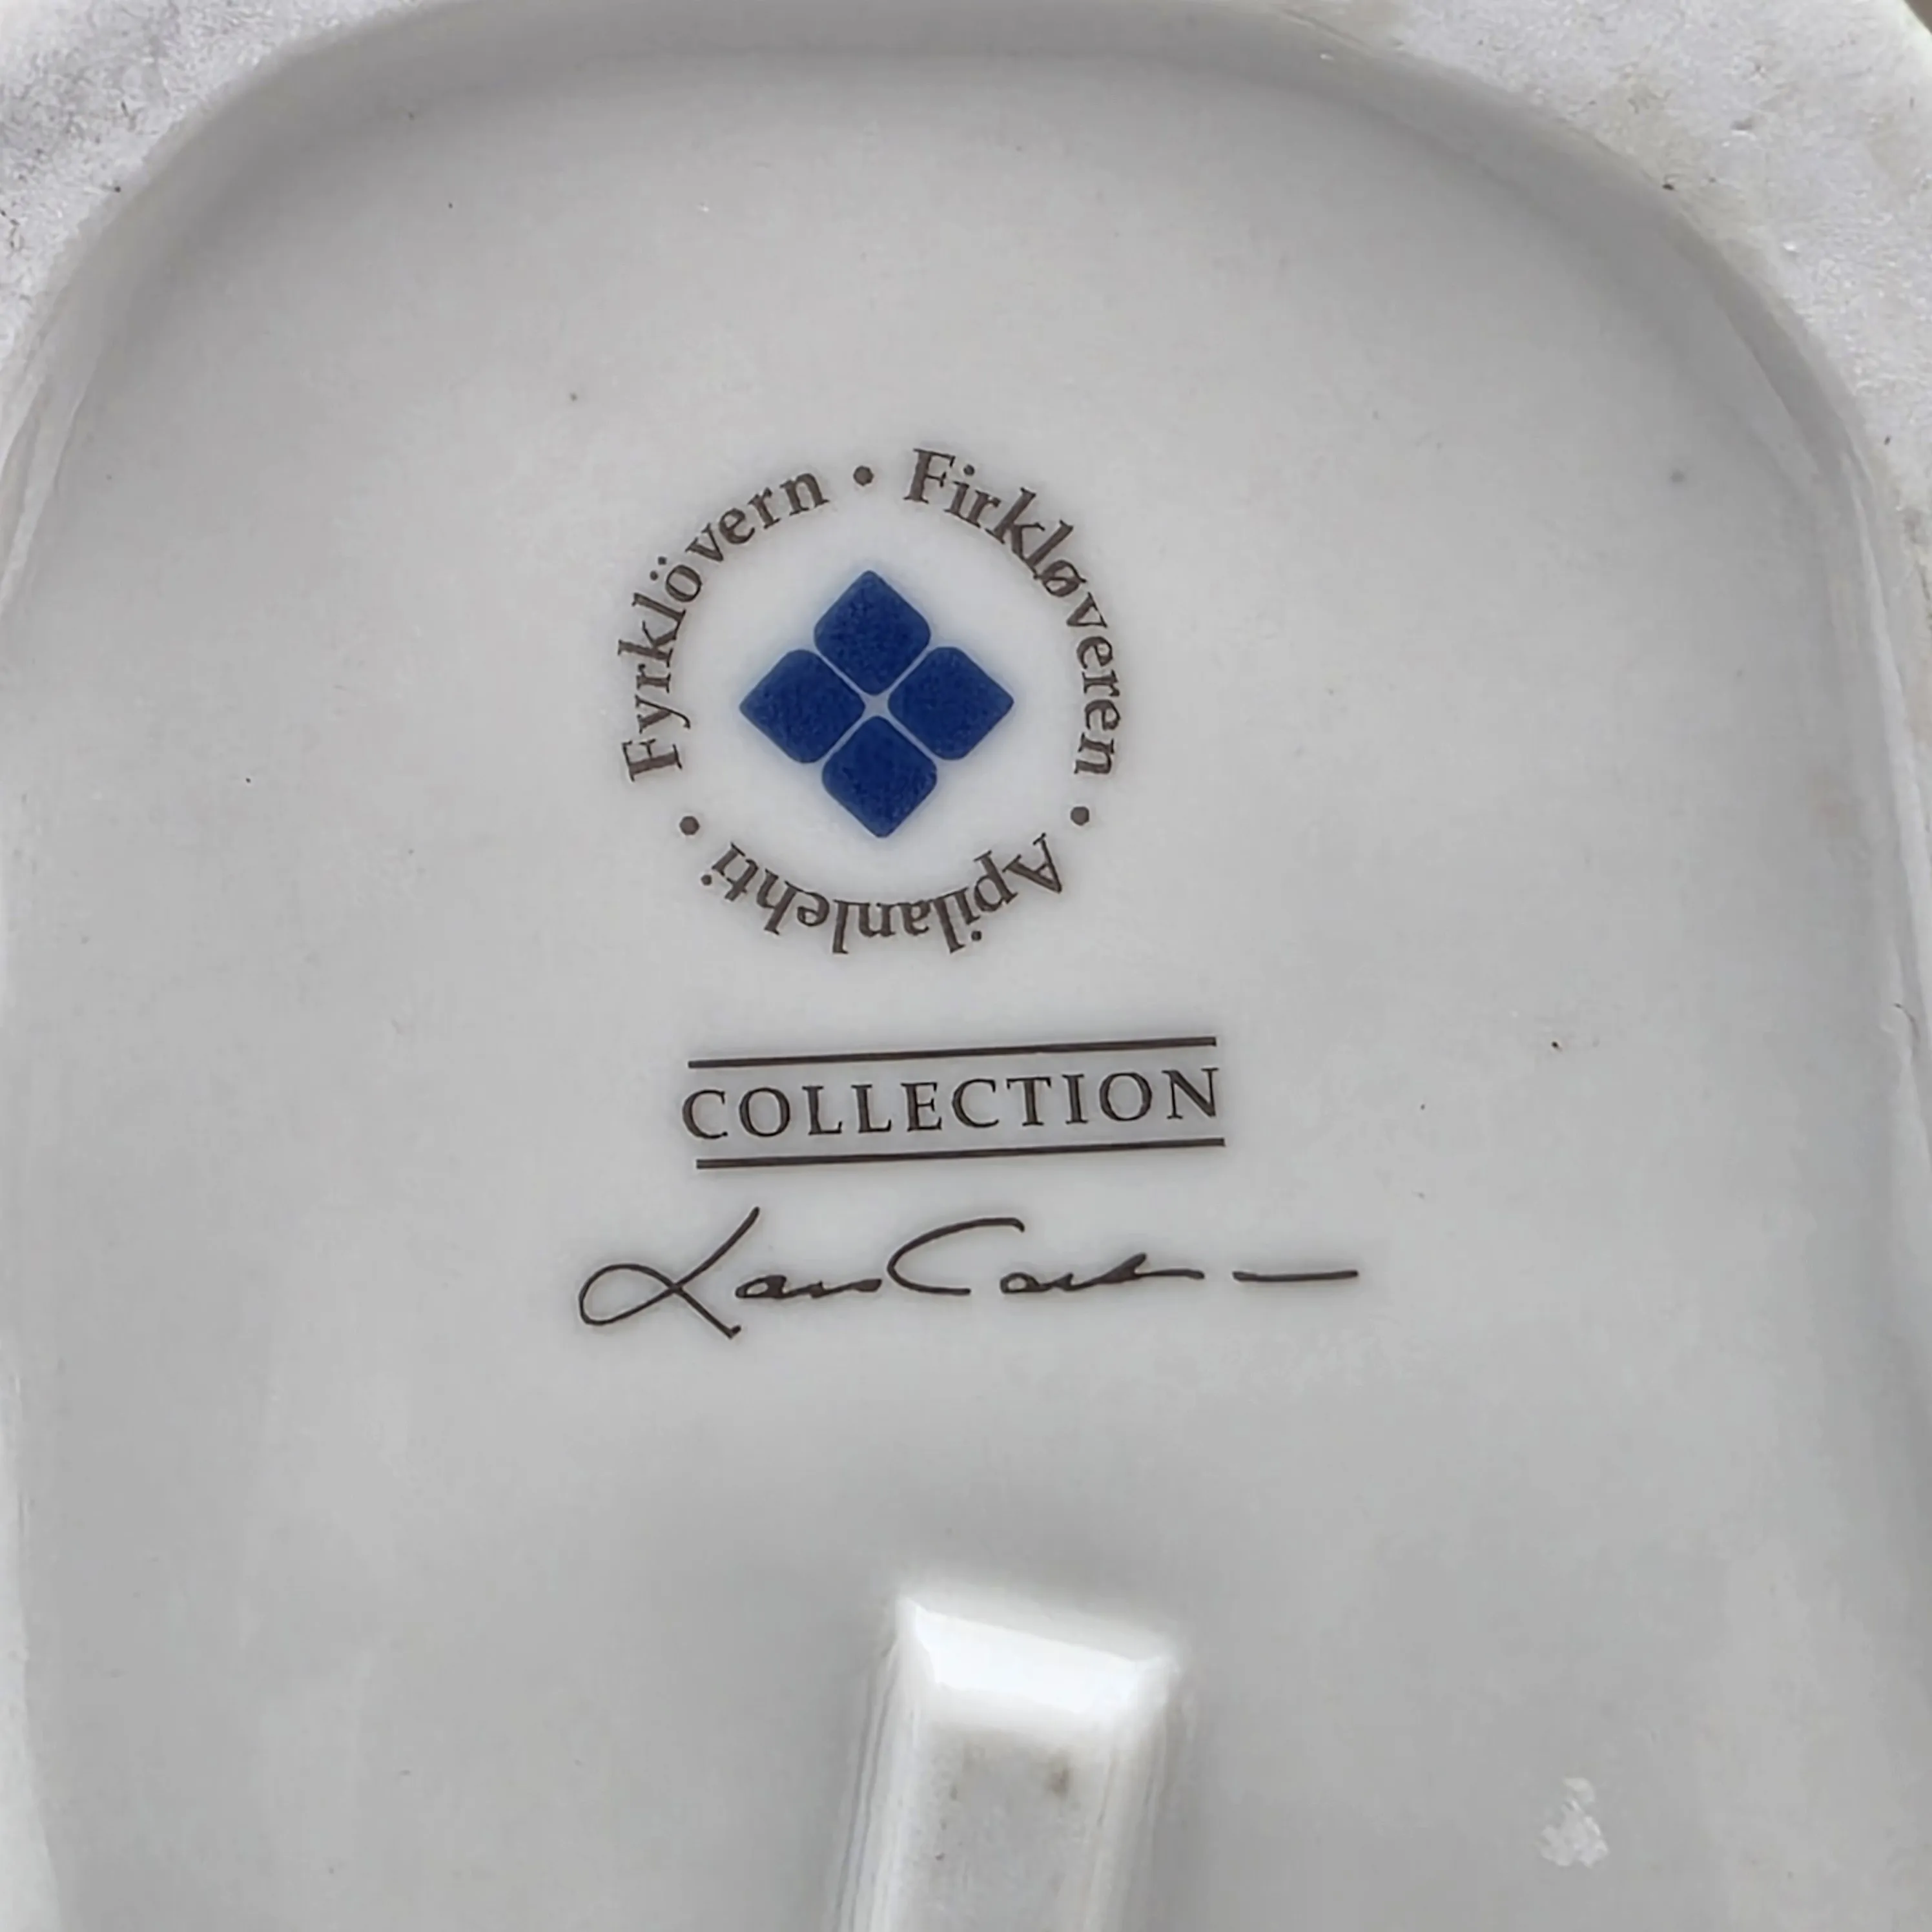 Fyrklövern • Firkløveren • Apilanlehti •
COLLECTION